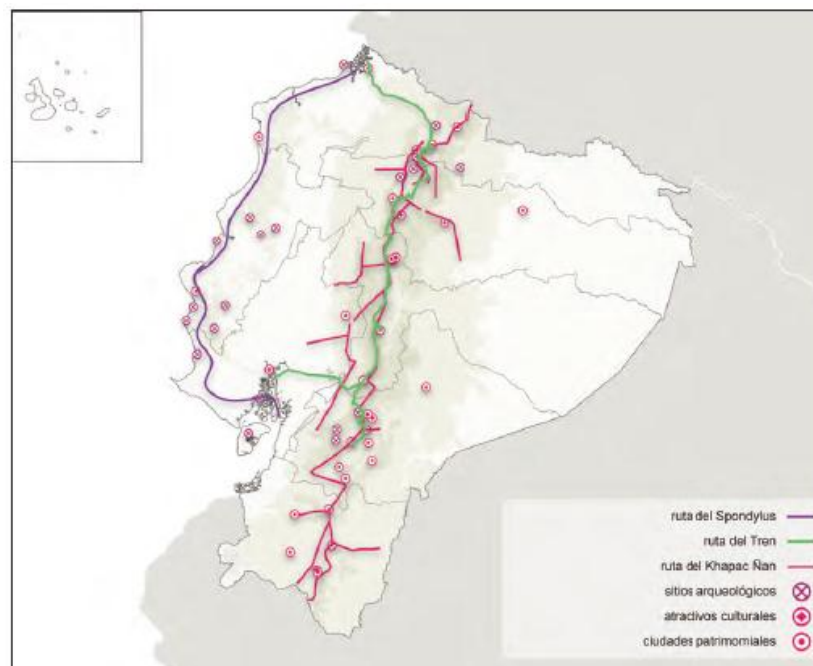 ruta del Spondylus
ruta del Tren
ruta del Khapac Ñan
sitios arqueológicos
atractivos culturales
ciudades patrimomiales